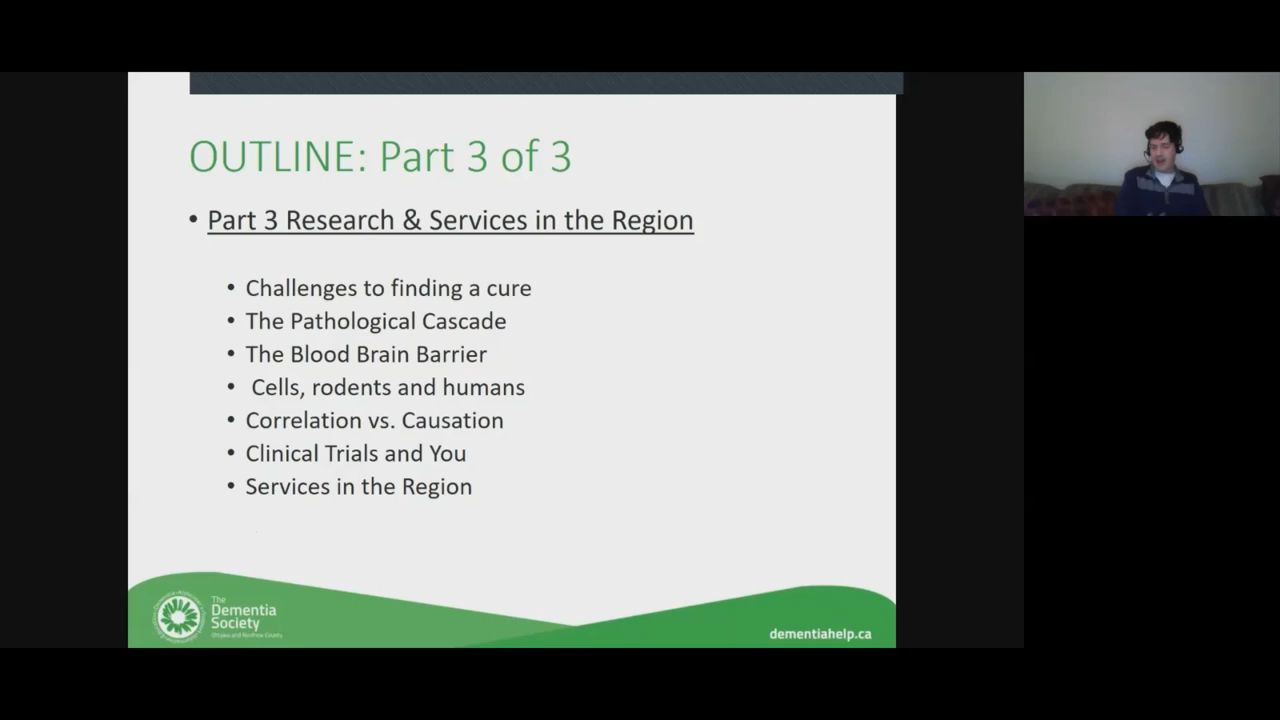 OUTLINE: Part 3 of 3
• Part 3 Research & Services in the Region
• Challenges to finding a cure
• The Pathological Cascade
• The Blood Brain Barrier
• Cells, rodents and humans
• Correlation vs. Causation
• Clinical Trials and You
• Services in the Region
The
Dementia
Society
Ottawa and Renfrew County
dementiahelp.ca